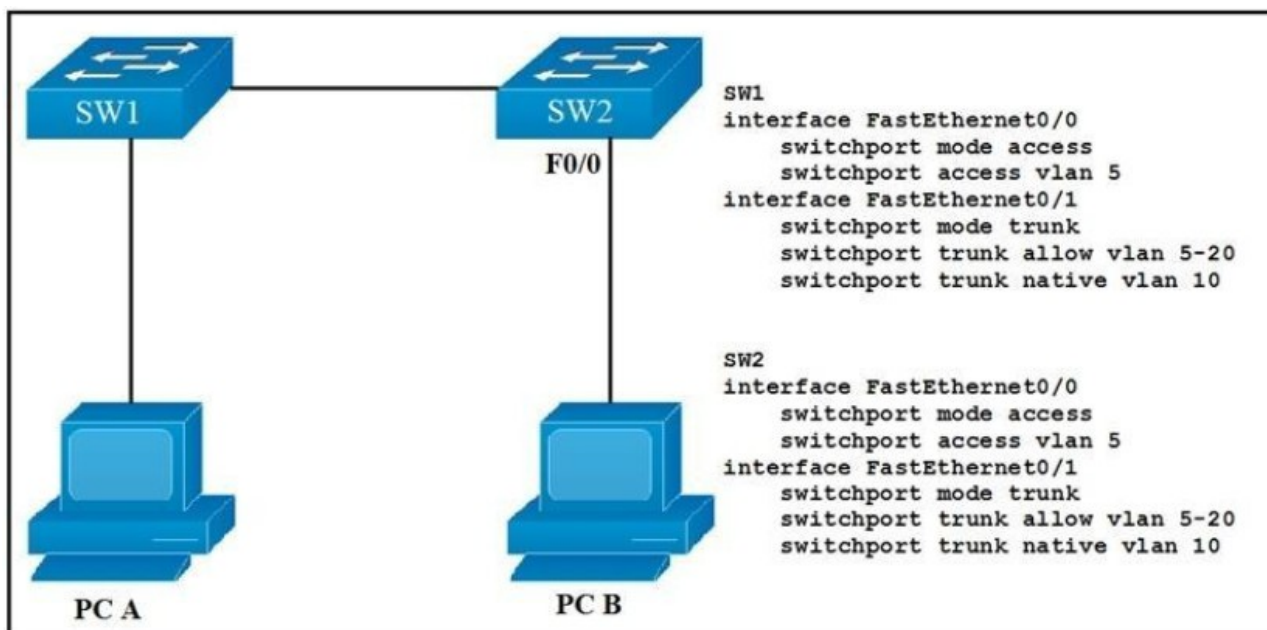 SW1
SW2
F0/0
PC A
PC B
SW1
interface FastEthernet0/0
switchport mode access
switchport access vlan 5
interface FastEthernet0/1
switchport mode trunk
switchport trunk allow vlan 5-20
switchport trunk native vlan 10
SW2
interface FastEthernet0/0
switchport mode access
switchport access vlan 5
interface FastEthernet0/1
switchport mode trunk
switchport trunk allow vlan 5-20
switchport trunk native vlan 10